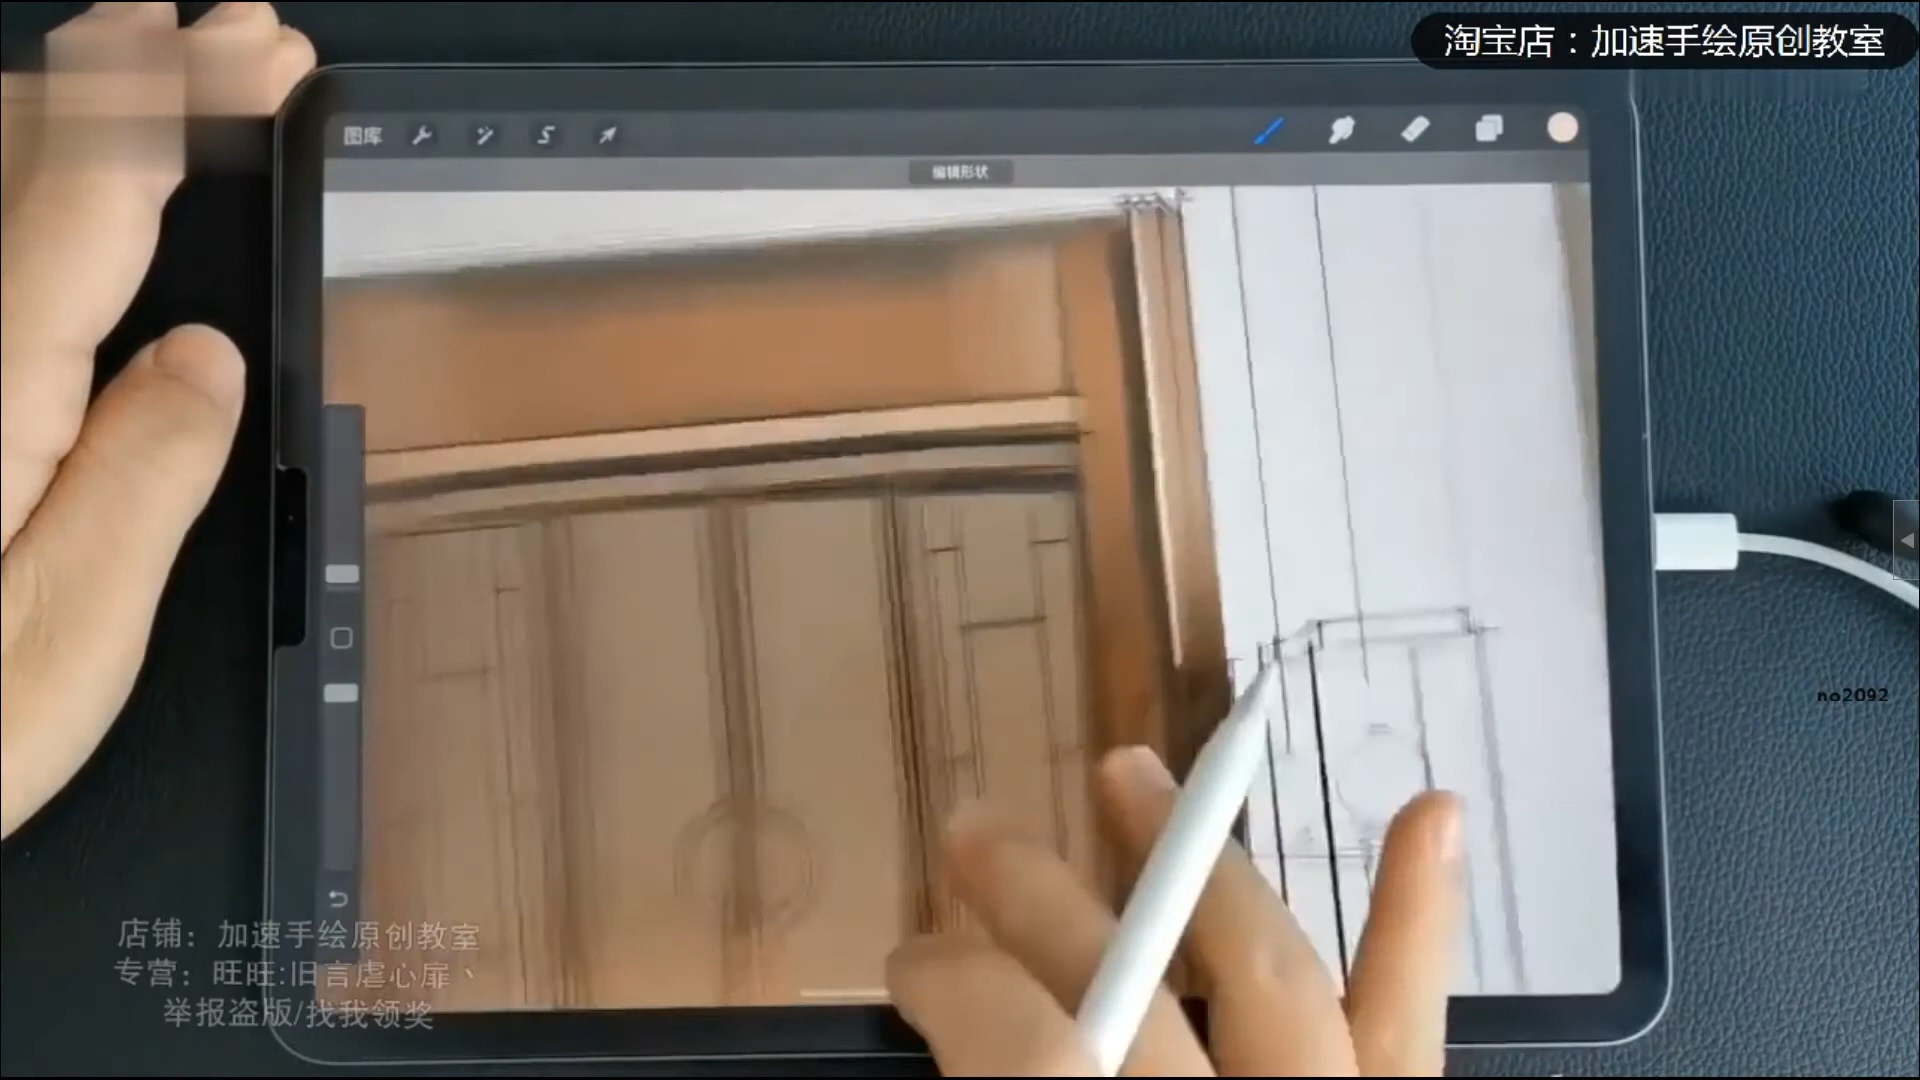 淘宝店：加速手绘原创教室
图库
编辑形状
no2092
店铺：加速手绘原创教室
专营：旺旺:旧言虐心扉丶
举报盗版/找我领奖